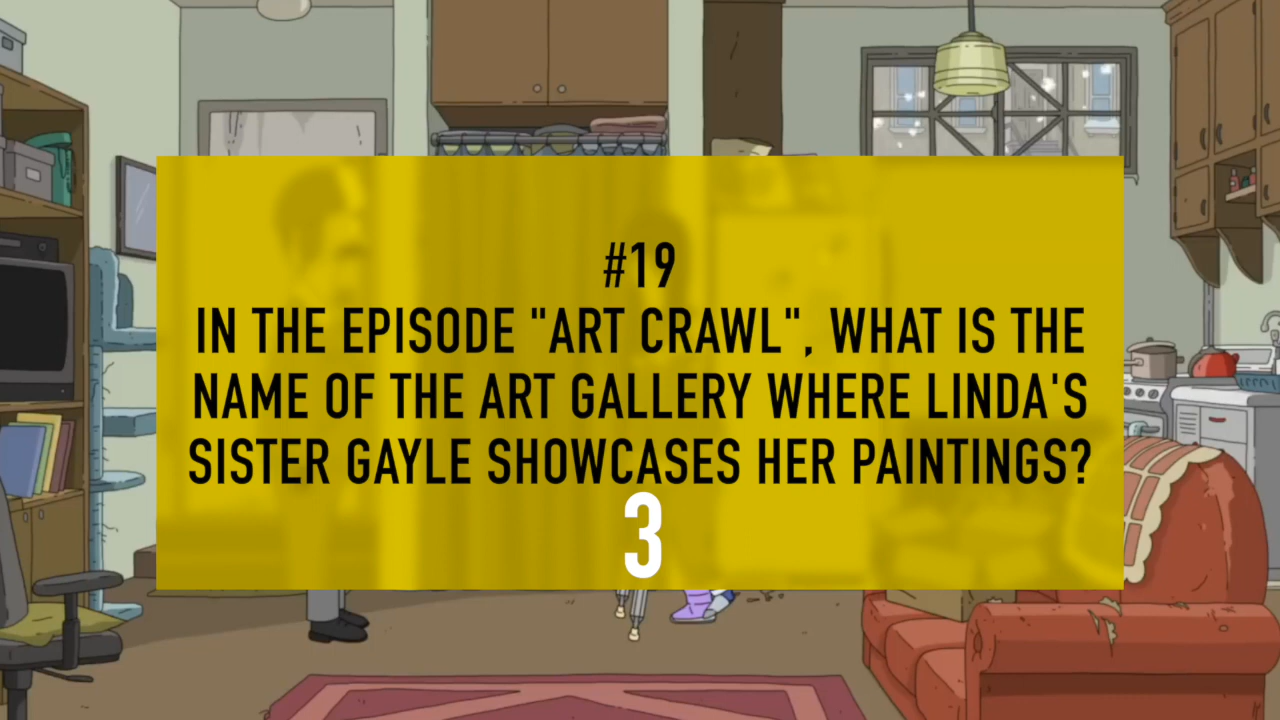 #19
IN THE EPISODE "ART CRAWL", WHAT IS THE
NAME OF THE ART GALLERY WHERE LINDA'S
SISTER GAYLE SHOWCASES HER PAINTINGS?
3